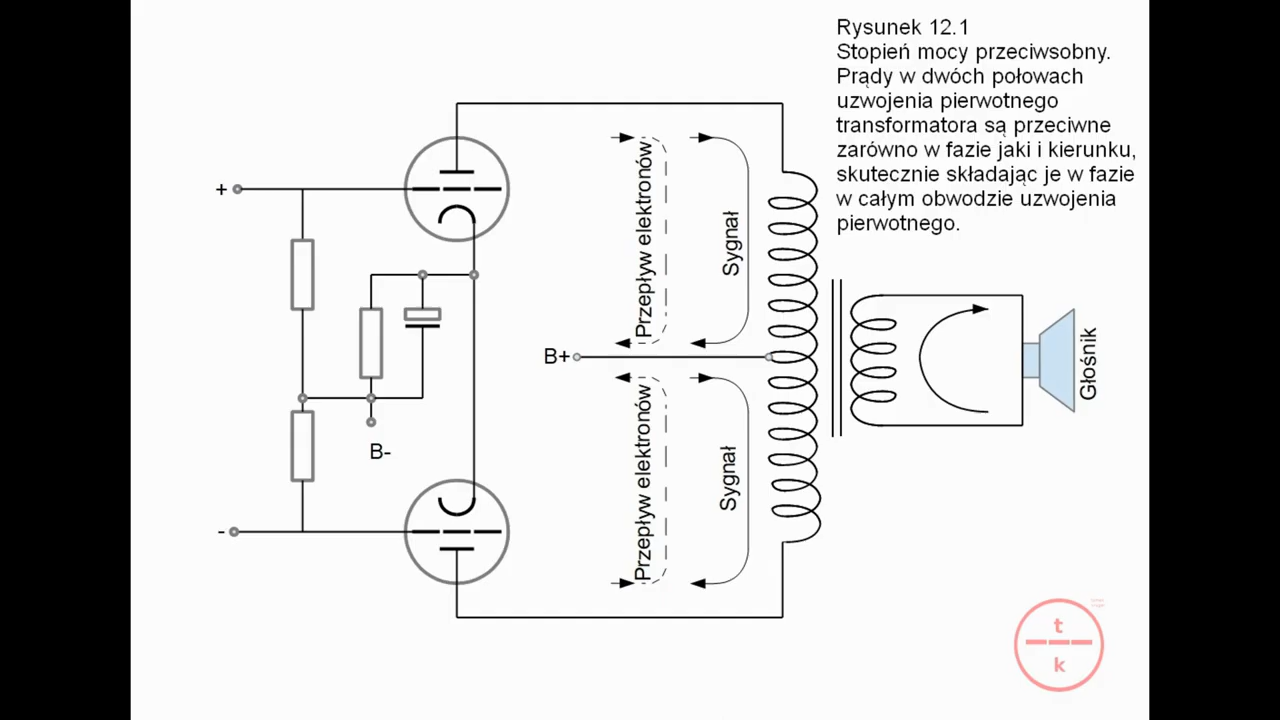 Rysunek 12.1
Stopień mocy przeciwsobny.
Prądy w dwóch połowach
uzwojenia pierwotnego
transformatora są przeciwne
zarówno w fazie jaki i kierunku,
skutecznie składając je w fazie
w całym obwodzie uzwojenia
pierwotnego.
+
Przepływ elektronów
Sygnał
B+
Głośnik
B-
Przepływ elektronów
Sygnał
-
t
k